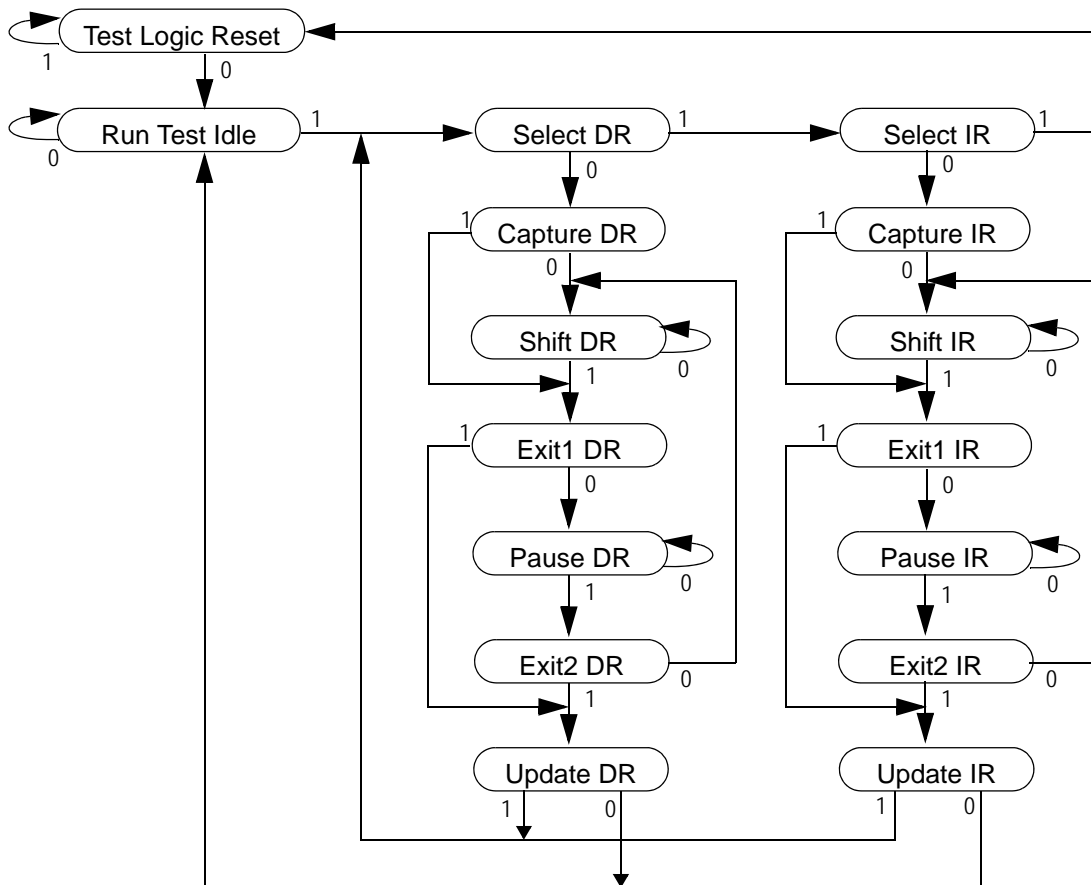 Test Logic Reset
1
0
Run Test Idle
1
0
Select DR
1
0
Select IR
1
0
1
Capture DR
0
1
Capture IR
0
Shift DR
0
1
Shift IR
0
1
1
Exit1 DR
0
1
Exit1 IR
0
Pause DR
0
1
Pause IR
0
1
Exit2 DR
0
1
Exit2 IR
0
1
Update DR
1
0
Update IR
1
0